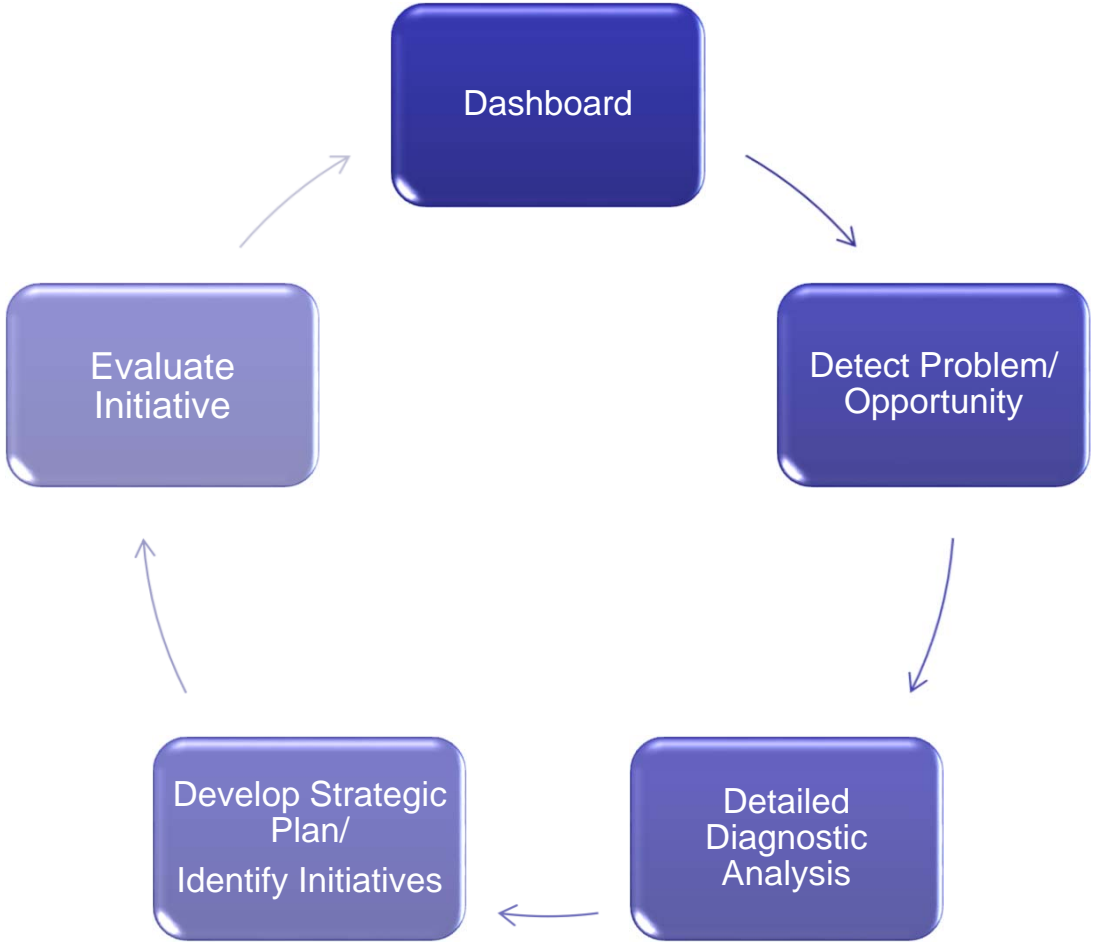 Dashboard
Detect Problem/
Opportunity
Detailed
Diagnostic
Analysis
Develop Strategic
Plan/
Identify Initiatives
Evaluate
Initiative